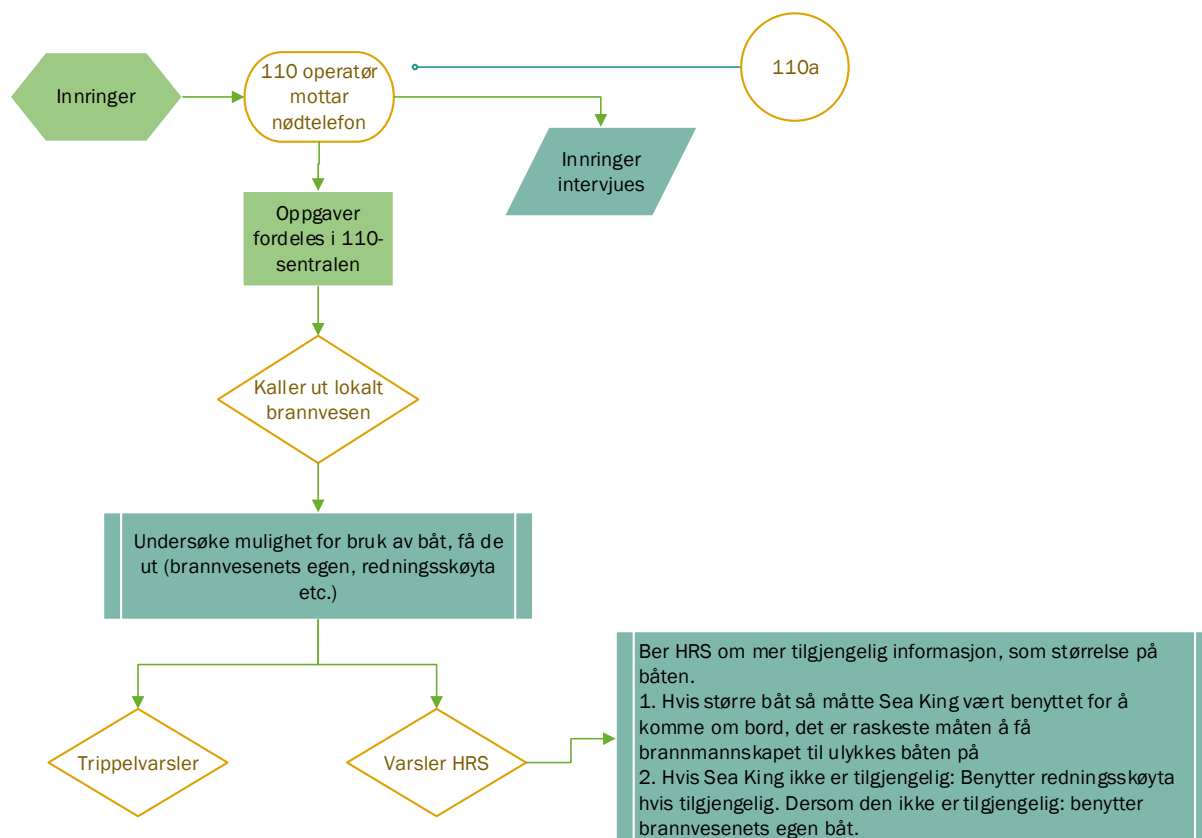 Innringer
110 operatør
mottar
nødtelefon
110a
Innringer
intervjues
Oppgaver
fordeles i 110-
sentralen
Kaller ut lokalt
brannvesen
Undersøke mulighet for bruk av båt, få de
ut (brannvesenets egen, redningsskøyta
etc.)
Trippelvarsler
Varsler HRS
Ber HRS om mer tilgjengelig informasjon, som størrelse på
båten.
1. Hvis større båt så måtte Sea King vært benyttet for å
komme om bord, det er raskeste måten å få
brannmannskapet til ulykkes båten på
2. Hvis Sea King ikke er tilgjengelig: Benytter redningsskøyta
hvis tilgjengelig. Dersom den ikke er tilgjengelig: benytter
brannvesenets egen båt.